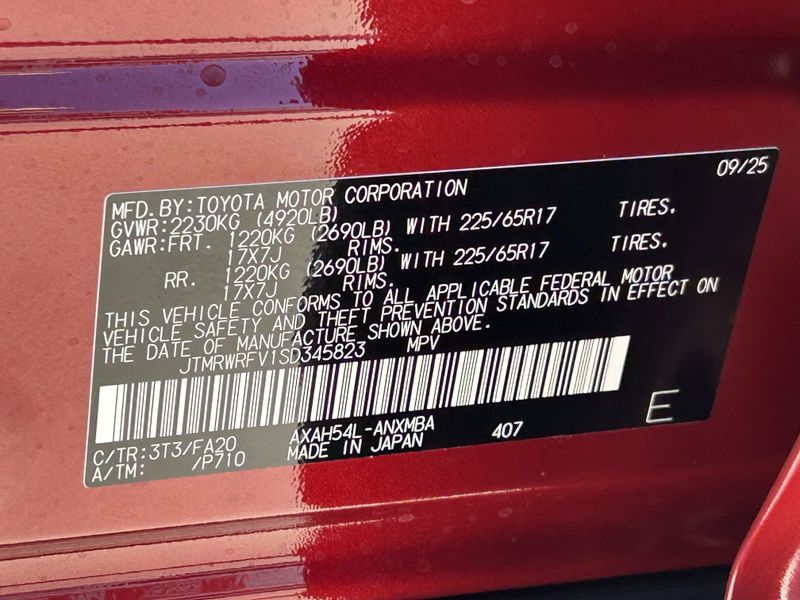 09/25
MFD.BY:TOYOTA MOTOR CORPORATION
GVWR:2230KG (4920LB)
GAWR:FRT. 1220KG (2690LB) WITH 225/65R17 TIRES.
17X7J RIMS.
RR. 1220KG (2690LB) WITH 225/65R17 TIRES.
17X7J RIMS.
THIS VEHICLE CONFORMS TO ALL APPLICABLE FEDERAL MOTOR
VEHICLE SAFETY AND THEFT PREVENTION STANDARDS IN EFFECT ON
THE DATE OF MANUFACTURE SHOWN ABOVE.
JTMRWRFV1SD345823 MPV
C/TR:3T3/FA20 AXAH54L-ANXMBA 407 E
A/TM: /P710 MADE IN JAPAN